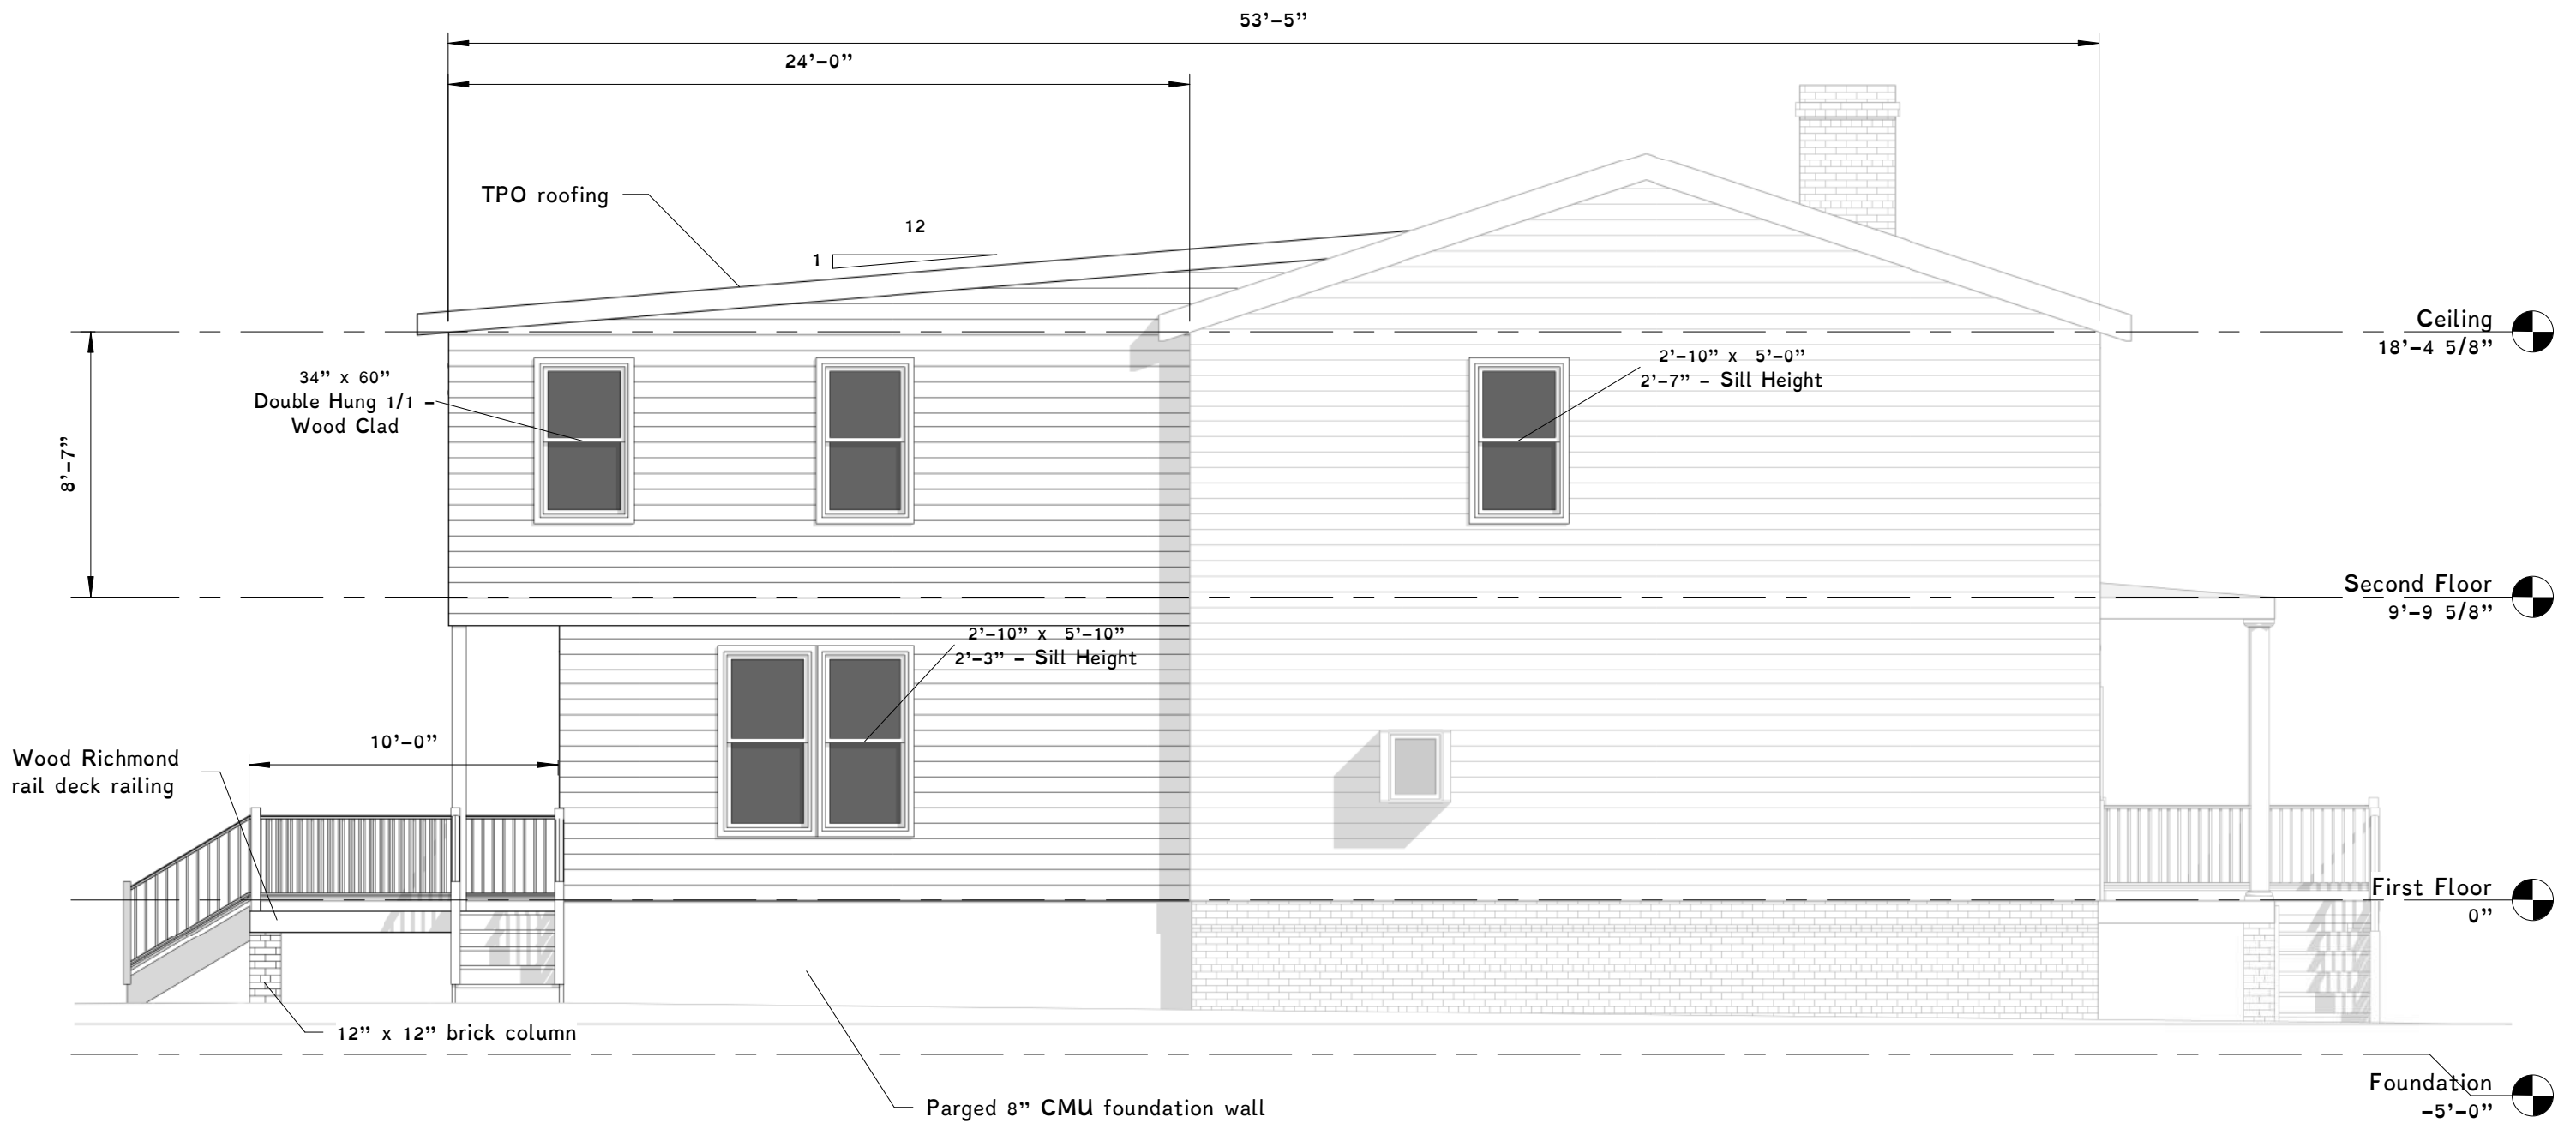 53’-5”
24’-0”
TPO roofing
12
1
Ceiling
18’-4 5/8”
2’-10” x 5’-0”
2’-7” - Sill Height
34” x 60”
Double Hung 1/1 -
Wood Clad
8’-7”
Second Floor
9’-9 5/8”
2’-10” x 5’-10”
2’-3” - Sill Height
10’-0”
Wood Richmond
rail deck railing
First Floor
0”
12” x 12” brick column
Foundation
-5’-0”
Parged 8” CMU foundation wall